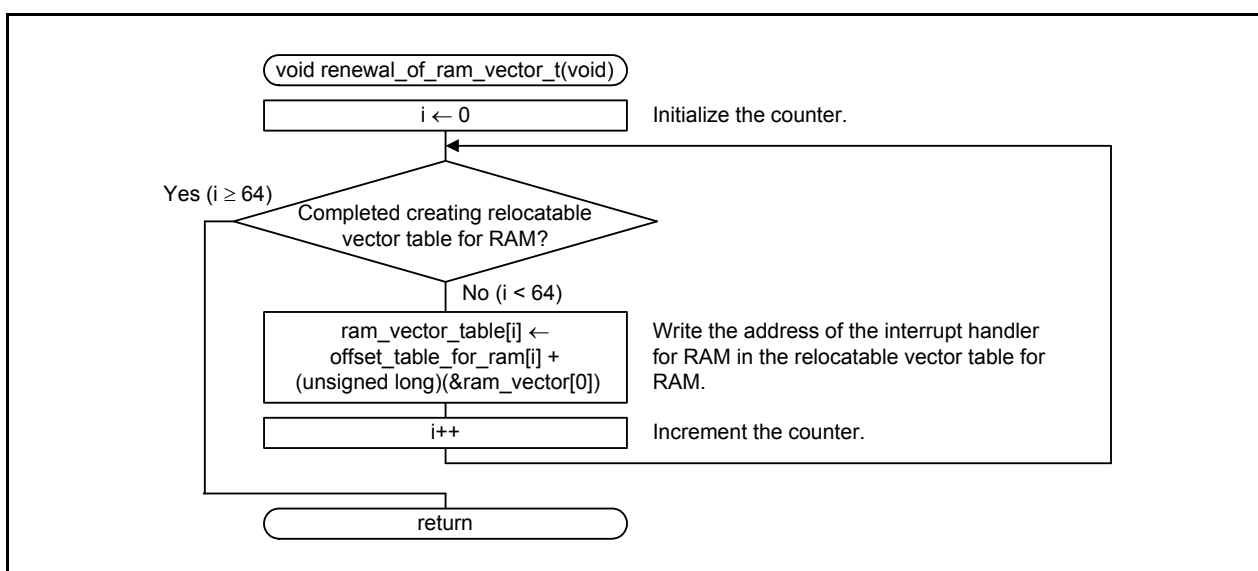 void renewal_of_ram_vector_t(void)
i ← 0
Initialize the counter.
Yes (i ≥ 64)
Completed creating relocatable
vector table for RAM?
No (i < 64)
ram_vector_table[i] ←
offset_table_for_ram[i] +
(unsigned long)(&ram_vector[0])
Write the address of the interrupt handler
for RAM in the relocatable vector table for
RAM.
i++
Increment the counter.
return